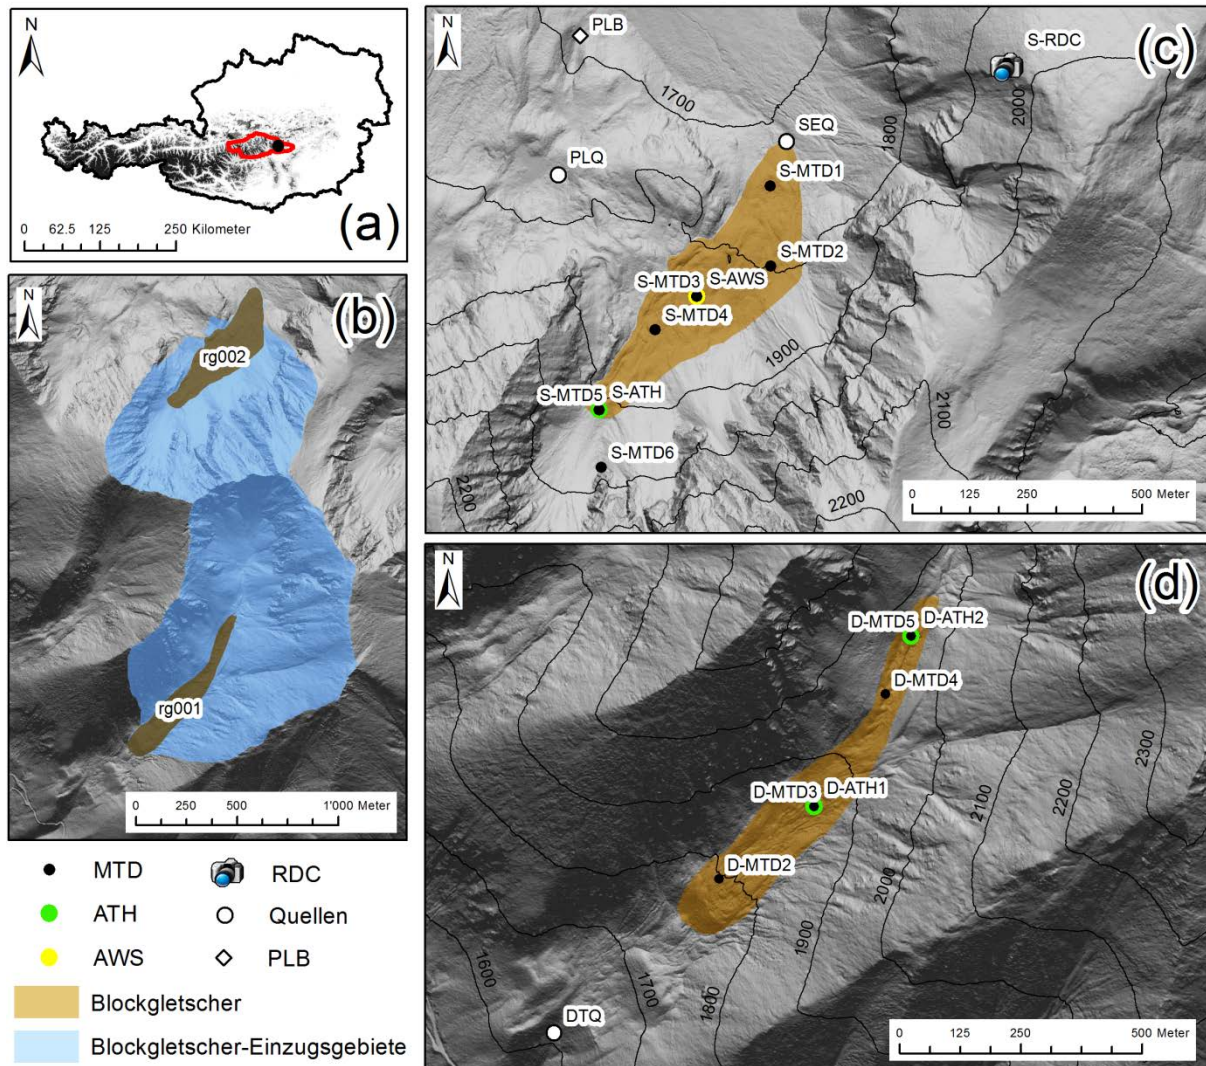 N
0 62.5 125 250 Kilometer
(a)
N
(b)
rg002
rg001
0 250 500 1'000 Meter
MTD
RDC
ATH
Quellen
AWS
PLB
Blockgletscher
Blockgletscher-Einzugsgebiete
N
(c)
PLB
S-RDC
1700
1800
2000
SEQ
PLQ
S-MTD1
S-MTD2
S-MTD3
S-AWS
S-MTD4
1900
S-MTD5
S-ATH
2100
S-MTD6
2200
2200
0 125 250 500 Meter
N
(d)
D-MTD5
D-ATH2
D-MTD4
2300
2200
2100
D-MTD3
D-ATH1
D-MTD2
2000
1900
1600
1700
1800
DTQ
0 125 250 500 Meter